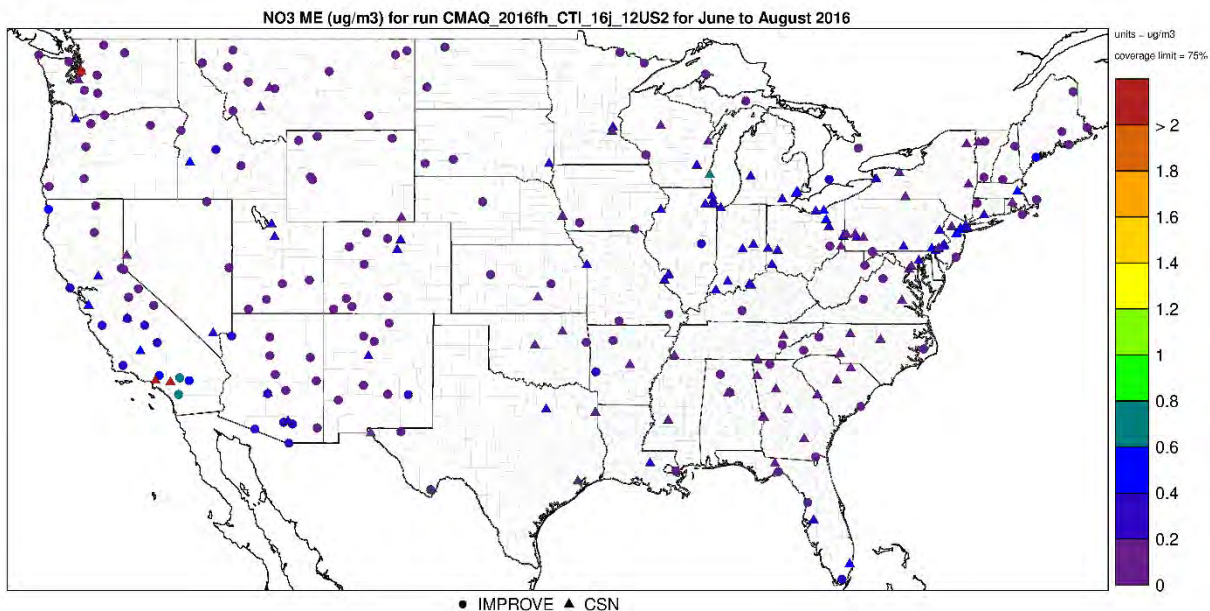 NO3 ME (ug/m3) for run CMAQ_2016fh_CTI_16j_12US2 for June to August 2016
units = ug/m3
coverage limit = 75%
> 2
1.8
1.6
1.4
1.2
1
0.8
0.6
0.4
0.2
0
● IMPROVE ▲ CSN